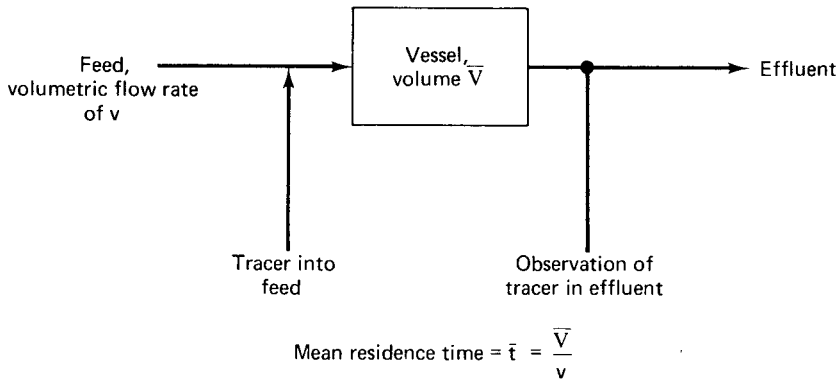 Feed,
volumetric flow rate
of v
Vessel,
volume V̅
Effluent
Tracer into
feed
Observation of
tracer in effluent
Mean residence time = t̅ = V̅/v